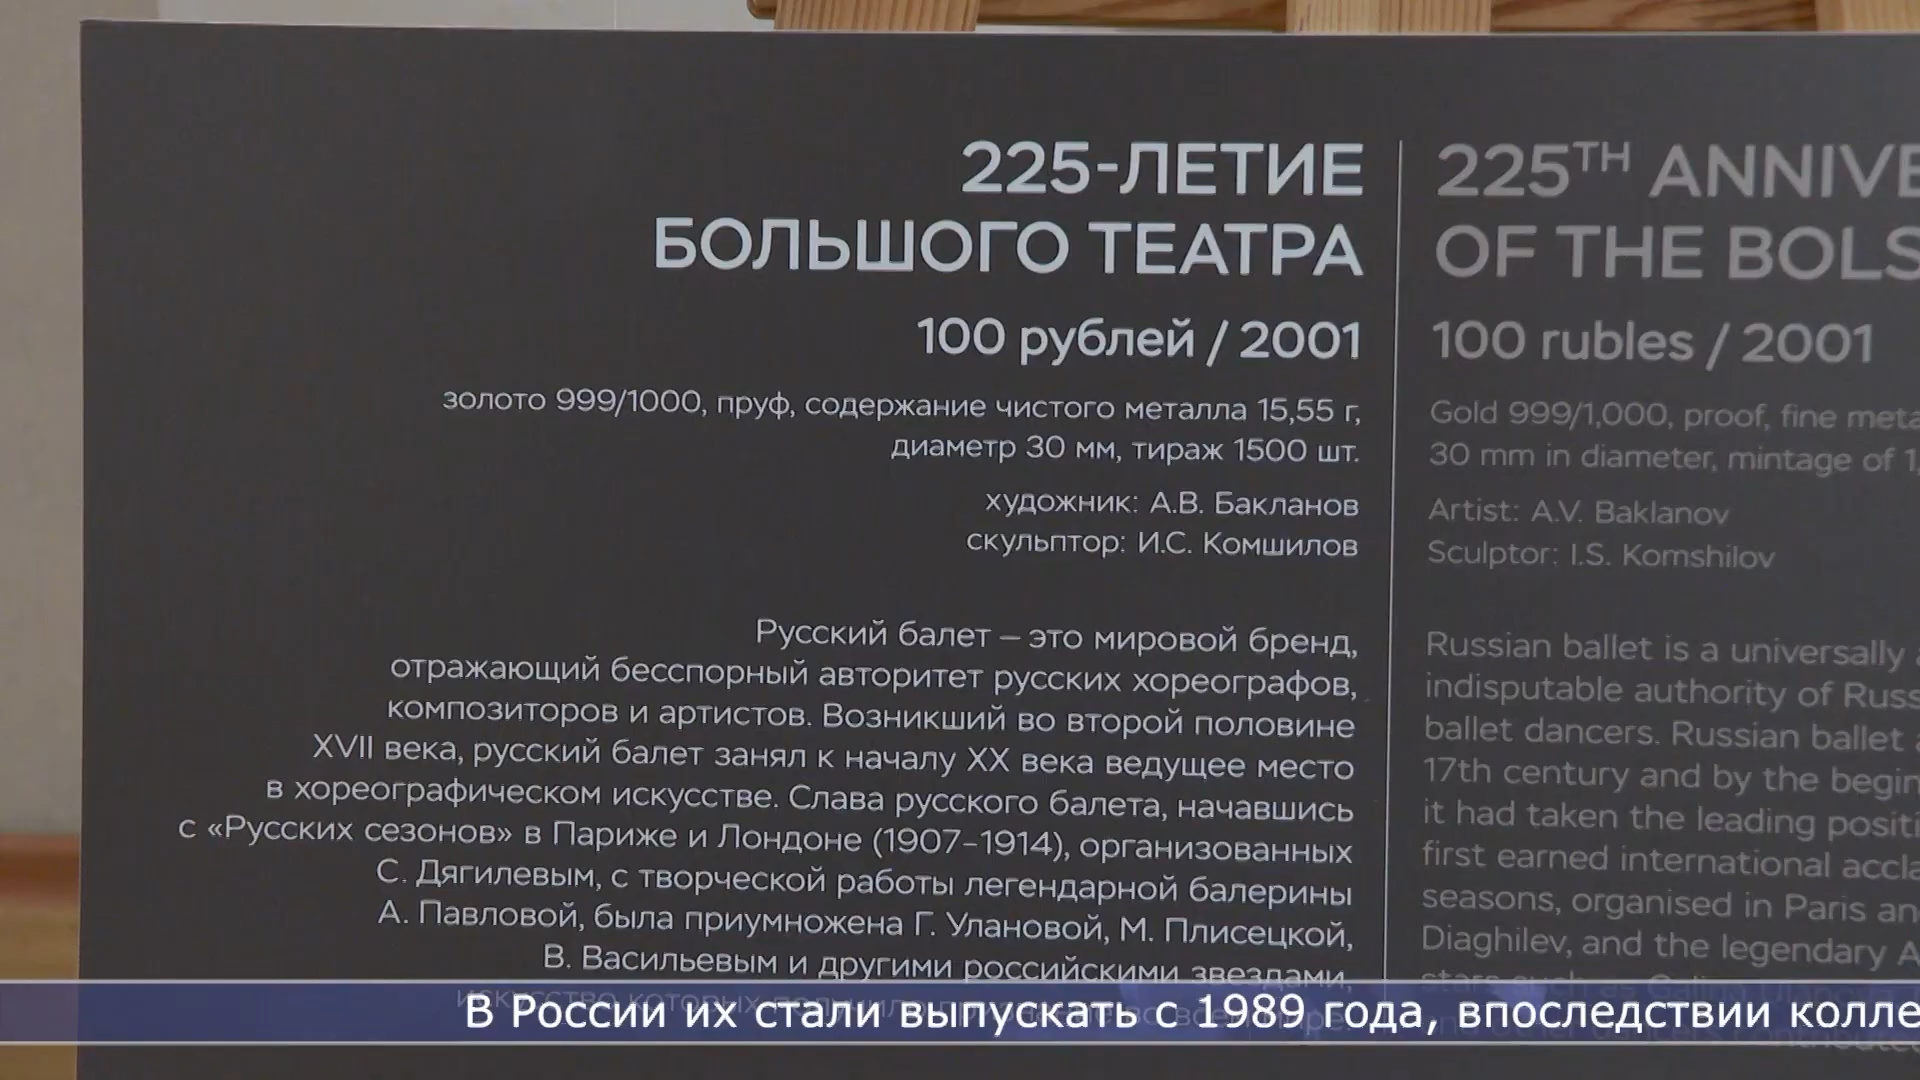 225-ЛЕТИЕ
БОЛЬШОГО ТЕАТРА
100 рублей / 2001
золото 999/1000, пруф, содержание чистого металла 15,55 г,
диаметр 30 мм, тираж 1500 шт.
художник: А.В. Бакланов
скульптор: И.С. Комшилов
Русский балет – это мировой бренд,
отражающий бесспорный авторитет русских хореографов,
композиторов и артистов. Возникший во второй половине
XVII века, русский балет занял к началу XX века ведущее место
в хореографическом искусстве. Слава русского балета, начавшись
с «Русских сезонов» в Париже и Лондоне (1907–1914), организованных
С. Дягилевым, с творческой работы легендарной балерины
А. Павловой, была приумножена Г. Улановой, М. Плисецкой,
В. Васильевым и другими российскими звездами,
225TH ANNIVE
OF THE BOLS
100 rubles / 2001
Gold 999/1,000, proof, fine meta
30 mm in diameter, mintage of 1,
Artist: A.V. Baklanov
Sculptor: I.S. Komshilov
Russian ballet is a universally
indisputable authority of Russ
ballet dancers. Russian ballet
17th century and by the begin
it had taken the leading positi
first earned international accla
seasons, organised in Paris an
Diaghilev, and the legendary A
В России их стали выпускать с 1989 года, впоследствии колле